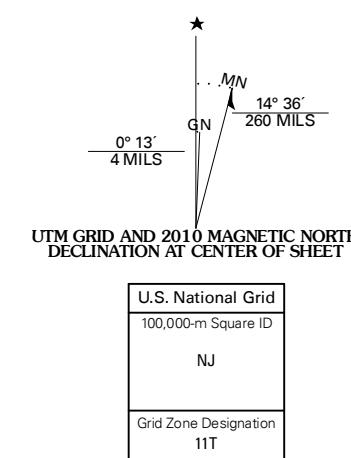 ★
MN
GN
14° 36´
260 MILS
0° 13´
4 MILS
UTM GRID AND 2010 MAGNETIC NORTH
DECLINATION AT CENTER OF SHEET
U.S. National Grid
100,000-m Square ID
NJ
Grid Zone Designation
11T